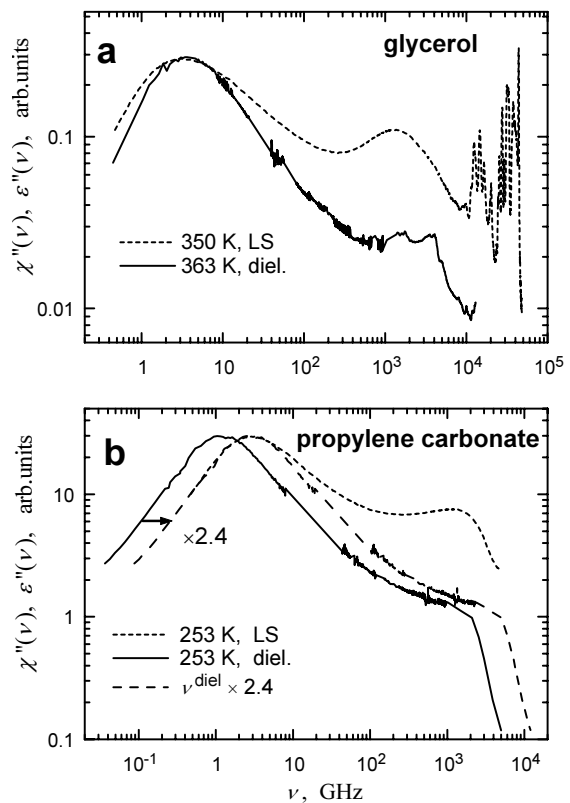 a
glycerol
χ"(ν), ε"(ν), arb.units
0.1
0.01
350 K, LS
363 K, diel.
1 10 10² 10³ 10⁴ 10⁵
b
propylene carbonate
χ"(ν), ε"(ν), arb.units
10
1
0.1
×2.4
253 K, LS
253 K, diel.
ν^diel × 2.4
10⁻¹ 1 10 10² 10³ 10⁴
ν, GHz